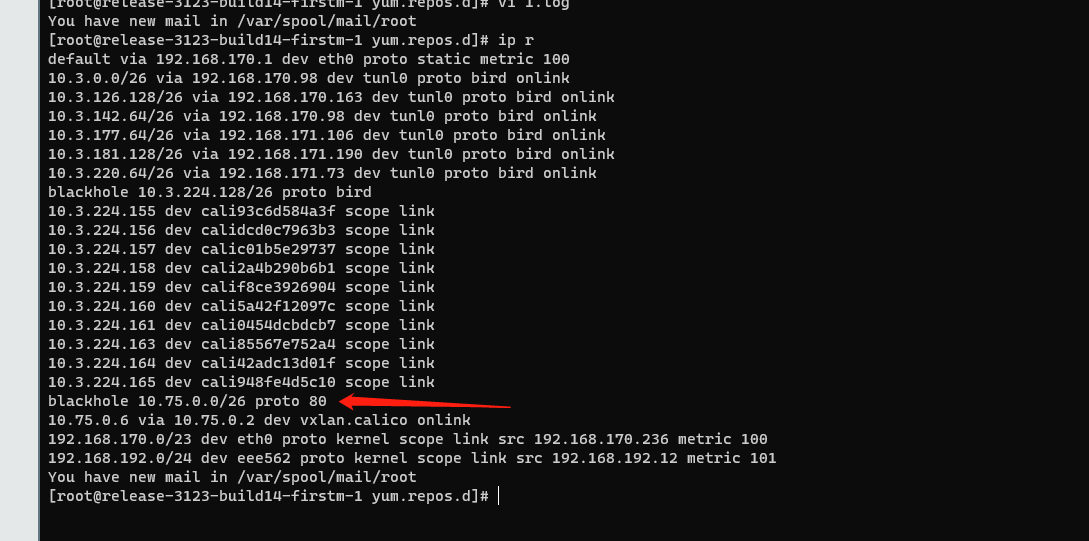 [root@release-3123-build14-firstm-1 yum.repos.d]# vi 1.log
You have new mail in /var/spool/mail/root
[root@release-3123-build14-firstm-1 yum.repos.d]# ip r
default via 192.168.170.1 dev eth0 proto static metric 100
10.3.0.0/26 via 192.168.170.98 dev tunl0 proto bird onlink
10.3.126.128/26 via 192.168.170.163 dev tunl0 proto bird onlink
10.3.142.64/26 via 192.168.170.98 dev tunl0 proto bird onlink
10.3.177.64/26 via 192.168.171.106 dev tunl0 proto bird onlink
10.3.181.128/26 via 192.168.171.190 dev tunl0 proto bird onlink
10.3.220.64/26 via 192.168.171.73 dev tunl0 proto bird onlink
blackhole 10.3.224.128/26 proto bird
10.3.224.155 dev cali93c6d584a3f scope link
10.3.224.156 dev calidcd0c7963b3 scope link
10.3.224.157 dev calic01b5e29737 scope link
10.3.224.158 dev cali2a4b290b6b1 scope link
10.3.224.159 dev calif8ce3926904 scope link
10.3.224.160 dev cali5a42f12097c scope link
10.3.224.161 dev cali0454dcbdcb7 scope link
10.3.224.163 dev cali85567e752a4 scope link
10.3.224.164 dev cali42adc13d01f scope link
10.3.224.165 dev cali948fe4d5c10 scope link
blackhole 10.75.0.0/26 proto 80
10.75.0.6 via 10.75.0.2 dev vxlan.calico onlink
192.168.170.0/23 dev eth0 proto kernel scope link src 192.168.170.236 metric 100
192.168.192.0/24 dev eee562 proto kernel scope link src 192.168.192.12 metric 101
You have new mail in /var/spool/mail/root
[root@release-3123-build14-firstm-1 yum.repos.d]#